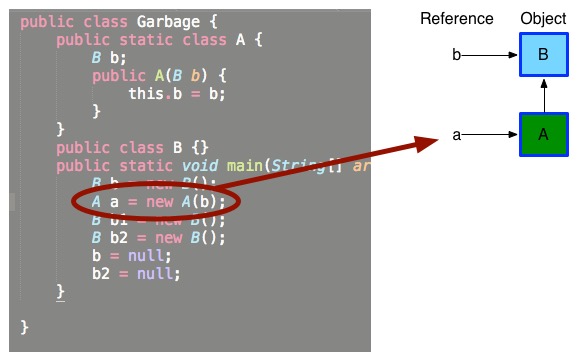 public class Garbage {
public static class A {
B b;
public A(B b) {
this.b = b;
}
}
public class B {}
public static void main(String[] ar
B b = new B();
A a = new A(b);
B b1 = new B();
B b2 = new B();
b = null;
b2 = null;
}
}
Reference Object
b B
a A